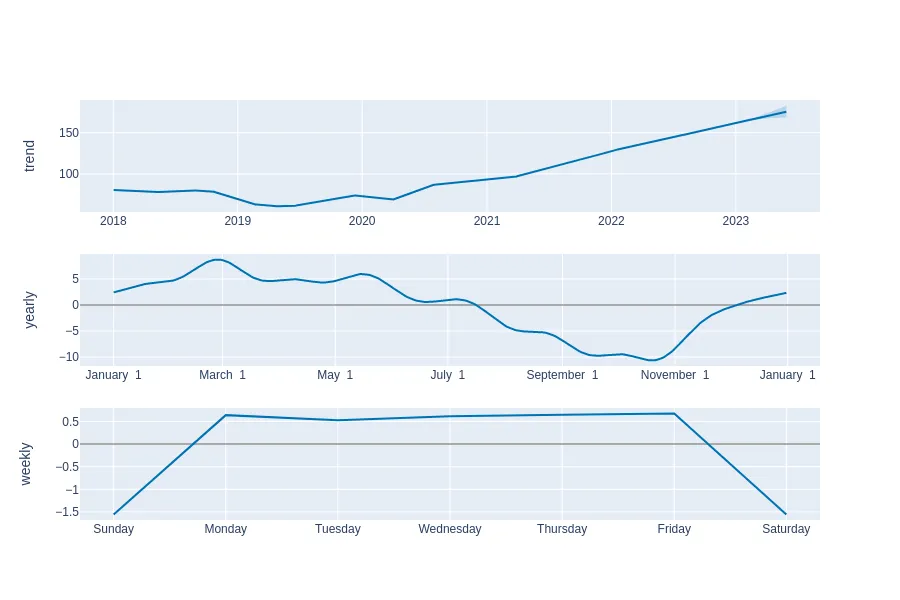 trend
150
100
2018 2019 2020 2021 2022 2023
yearly
5
0
−5
−10
January 1 March 1 May 1 July 1 September 1 November 1 January 1
weekly
0.5
0
−0.5
−1
−1.5
Sunday Monday Tuesday Wednesday Thursday Friday Saturday